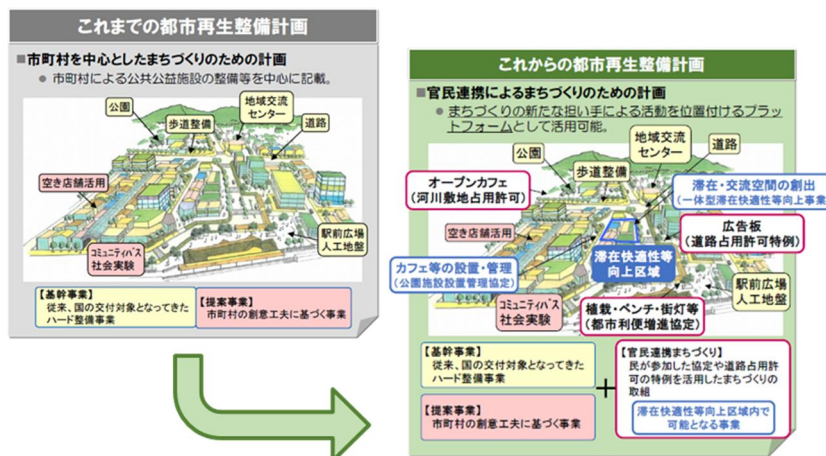 これまでの都市再生整備計画
■市町村を中心としたまちづくりのための計画
● 市町村による公共公益施設の整備等を中心に記載。
公園
地域交流
センター
歩道整備
道路
空き店舗活用
コミュニティバス
社会実験
駅前広場
人工地盤
【基幹事業】
従来、国の交付対象となってきた
ハード整備事業
【提案事業】
市町村の創意工夫に基づく事業
これからの都市再生整備計画
■官民連携によるまちづくりのための計画
● まちづくりの新たな担い手による活動を位置付けるプラッ
トフォームとして活用可能。
公園
地域交流
センター
道路
歩道整備
オープンカフェ
(河川敷地占用許可)
滞在・交流空間の創出
(一体型滞在快適性等向上事業)
空き店舗活用
広告板
(道路占用許可特例)
カフェ等の設置・管理
(公園施設設置管理協定)
滞在快適性等
向上区域
駅前広場
人工地盤
コミュニティバス
社会実験
植栽・ベンチ・街灯等
(都市利便増進協定)
【基幹事業】
従来、国の交付対象となってきた
ハード整備事業
【提案事業】
市町村の創意工夫に基づく事業
+
【官民連携まちづくり】
民が参加した協定や道路占用許
可の特例を活用したまちづくりの
取組
滞在快適性等向上区域内で
可能となる事業